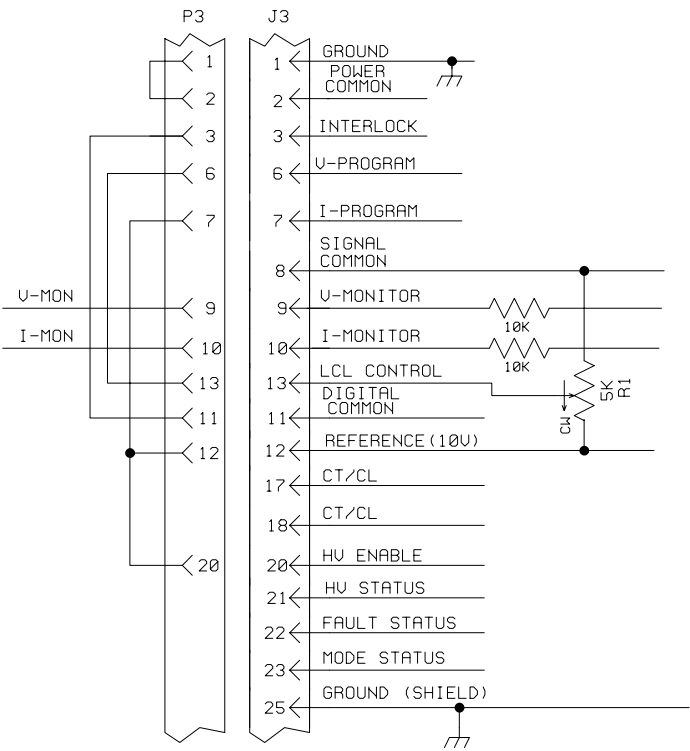 P3 J3
1 1 GROUND
POWER
2 2 COMMON
3 3 INTERLOCK
6 6 V-PROGRAM
7 7 I-PROGRAM
SIGNAL
8 COMMON
V-MON 9 9 V-MONITOR
10K
I-MON 10 10 I-MONITOR
10K
13 13 LCL CONTROL
5K
R1
CW
DIGITAL
11 11 COMMON
12 12 REFERENCE(10V)
17 CT/CL
18 CT/CL
20 20 HV ENABLE
21 HV STATUS
22 FAULT STATUS
23 MODE STATUS
25 GROUND (SHIELD)